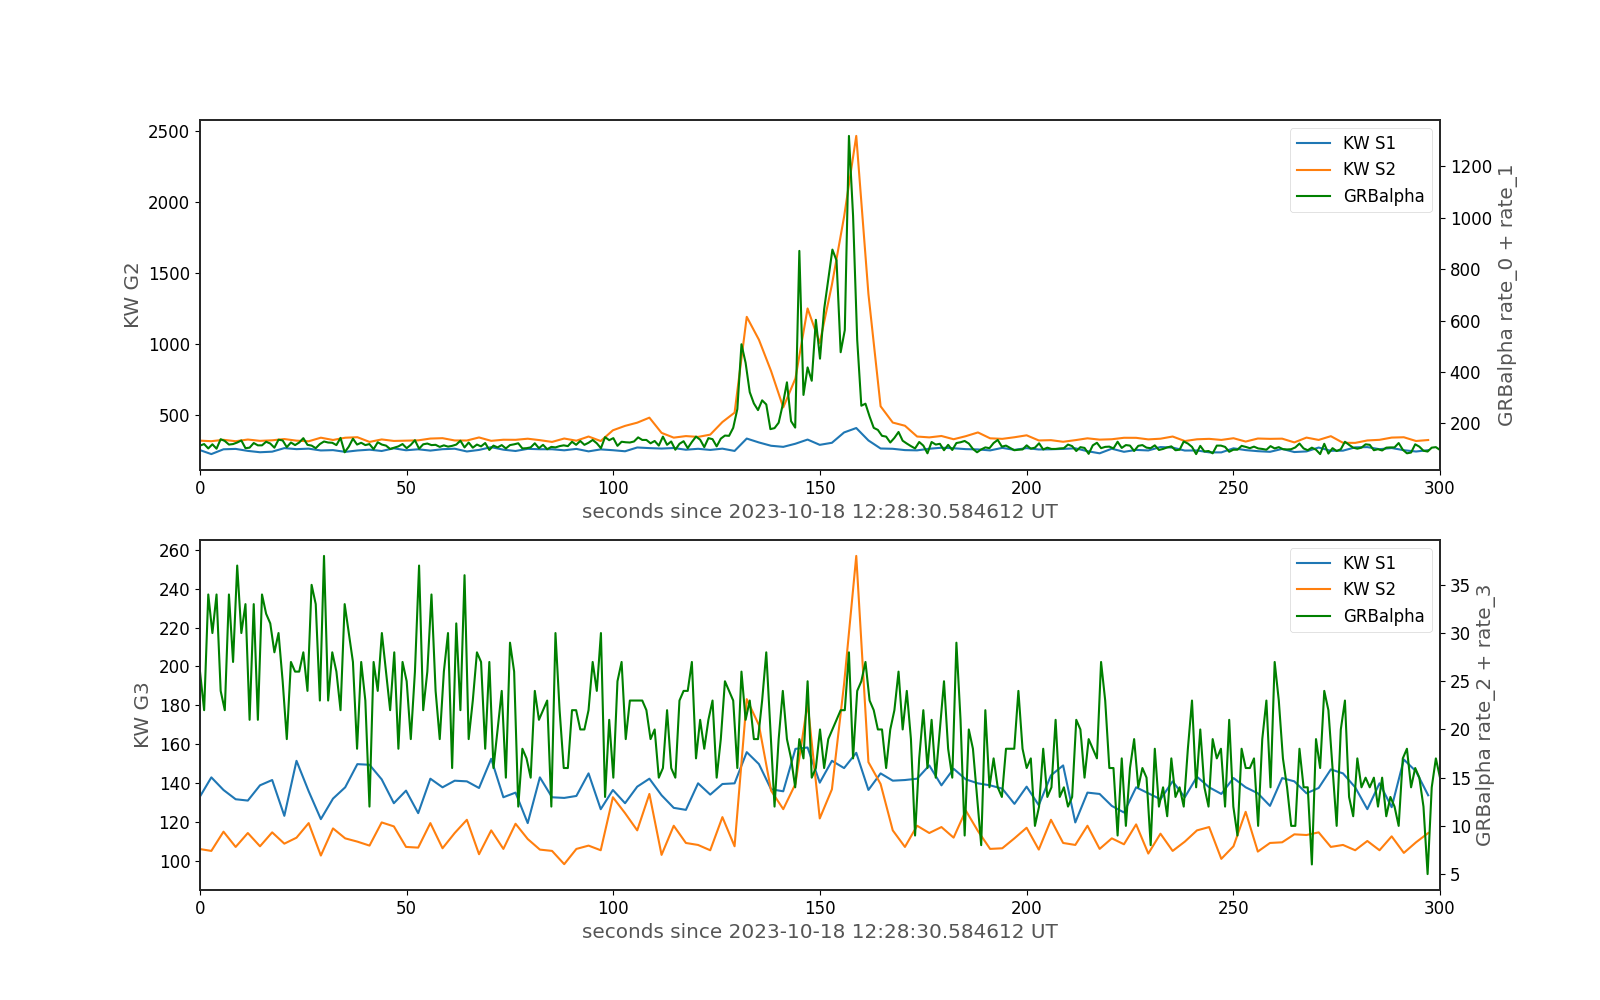 2500
2000
1500
1000
500
KW G2
KW S1
KW S2
GRBalpha
1200
1000
800
600
400
200
GRBalpha rate_0 + rate_1
0 50 100 150 200 250 300
seconds since 2023-10-18 12:28:30.584612 UT
260
240
220
200
180
160
140
120
100
KW G3
KW S1
KW S2
GRBalpha
35
30
25
20
15
10
5
GRBalpha rate_2 + rate_3
0 50 100 150 200 250 300
seconds since 2023-10-18 12:28:30.584612 UT